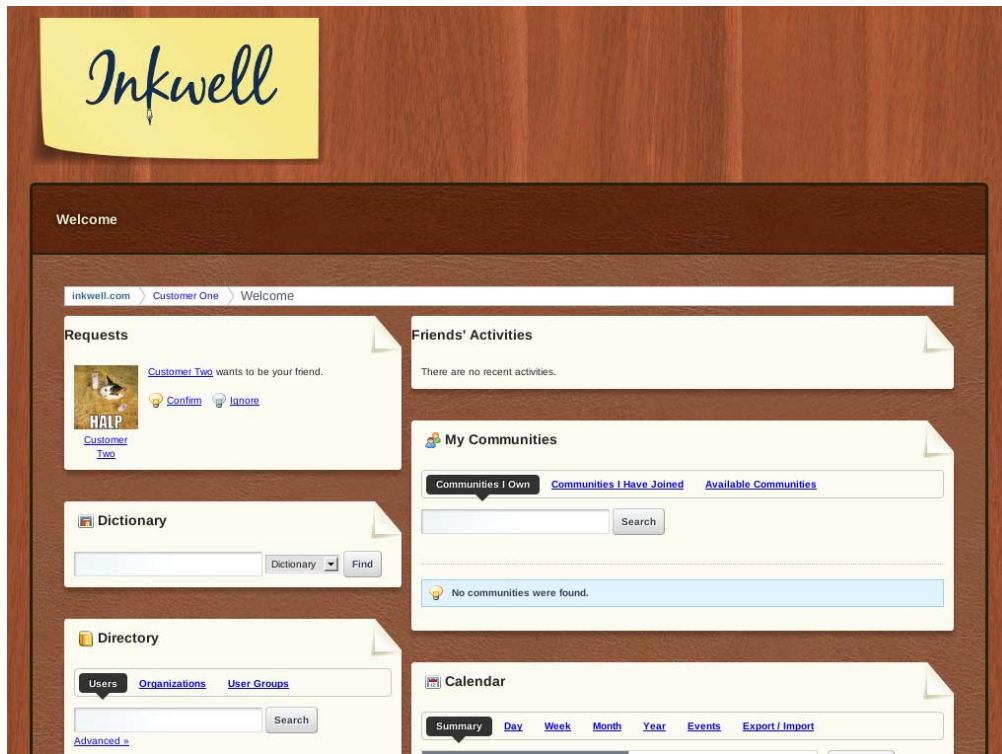 Inkwell
Welcome
inkwell.com Customer One Welcome
Requests
Customer Two wants to be your friend.
Confirm Ignore
HALP
Customer
Two
Dictionary
Dictionary Find
Directory
Users Organizations User Groups
Search
Advanced »
Friends' Activities
There are no recent activities.
My Communities
Communities I Own Communities I Have Joined Available Communities
Search
No communities were found.
Calendar
Summary Day Week Month Year Events Export / Import